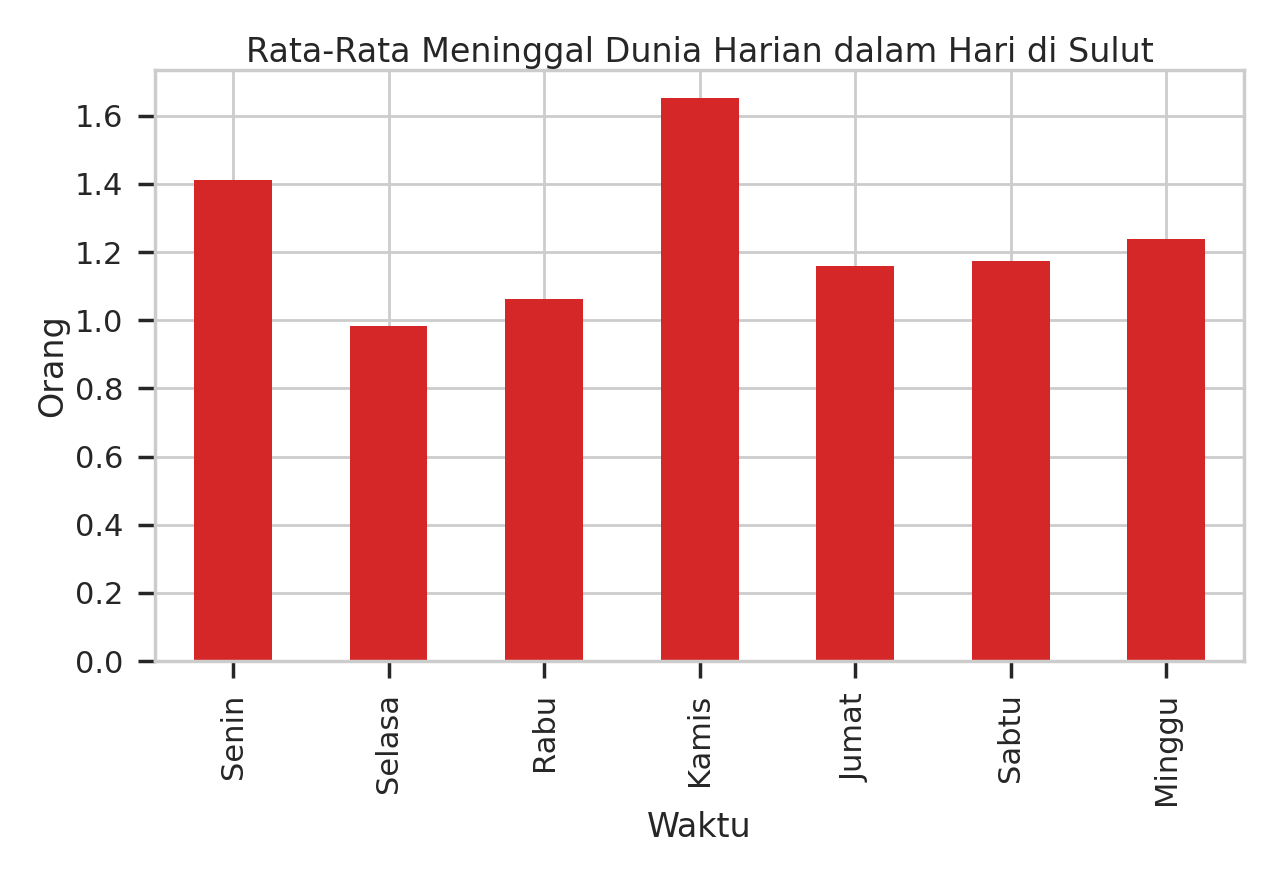 Rata-Rata Meninggal Dunia Harian dalam Hari di Sulut
1.6
1.4
1.2
1.0
0.8
0.6
0.4
0.2
0.0
Orang
Senin
Selasa
Rabu
Kamis
Jumat
Sabtu
Minggu
Waktu